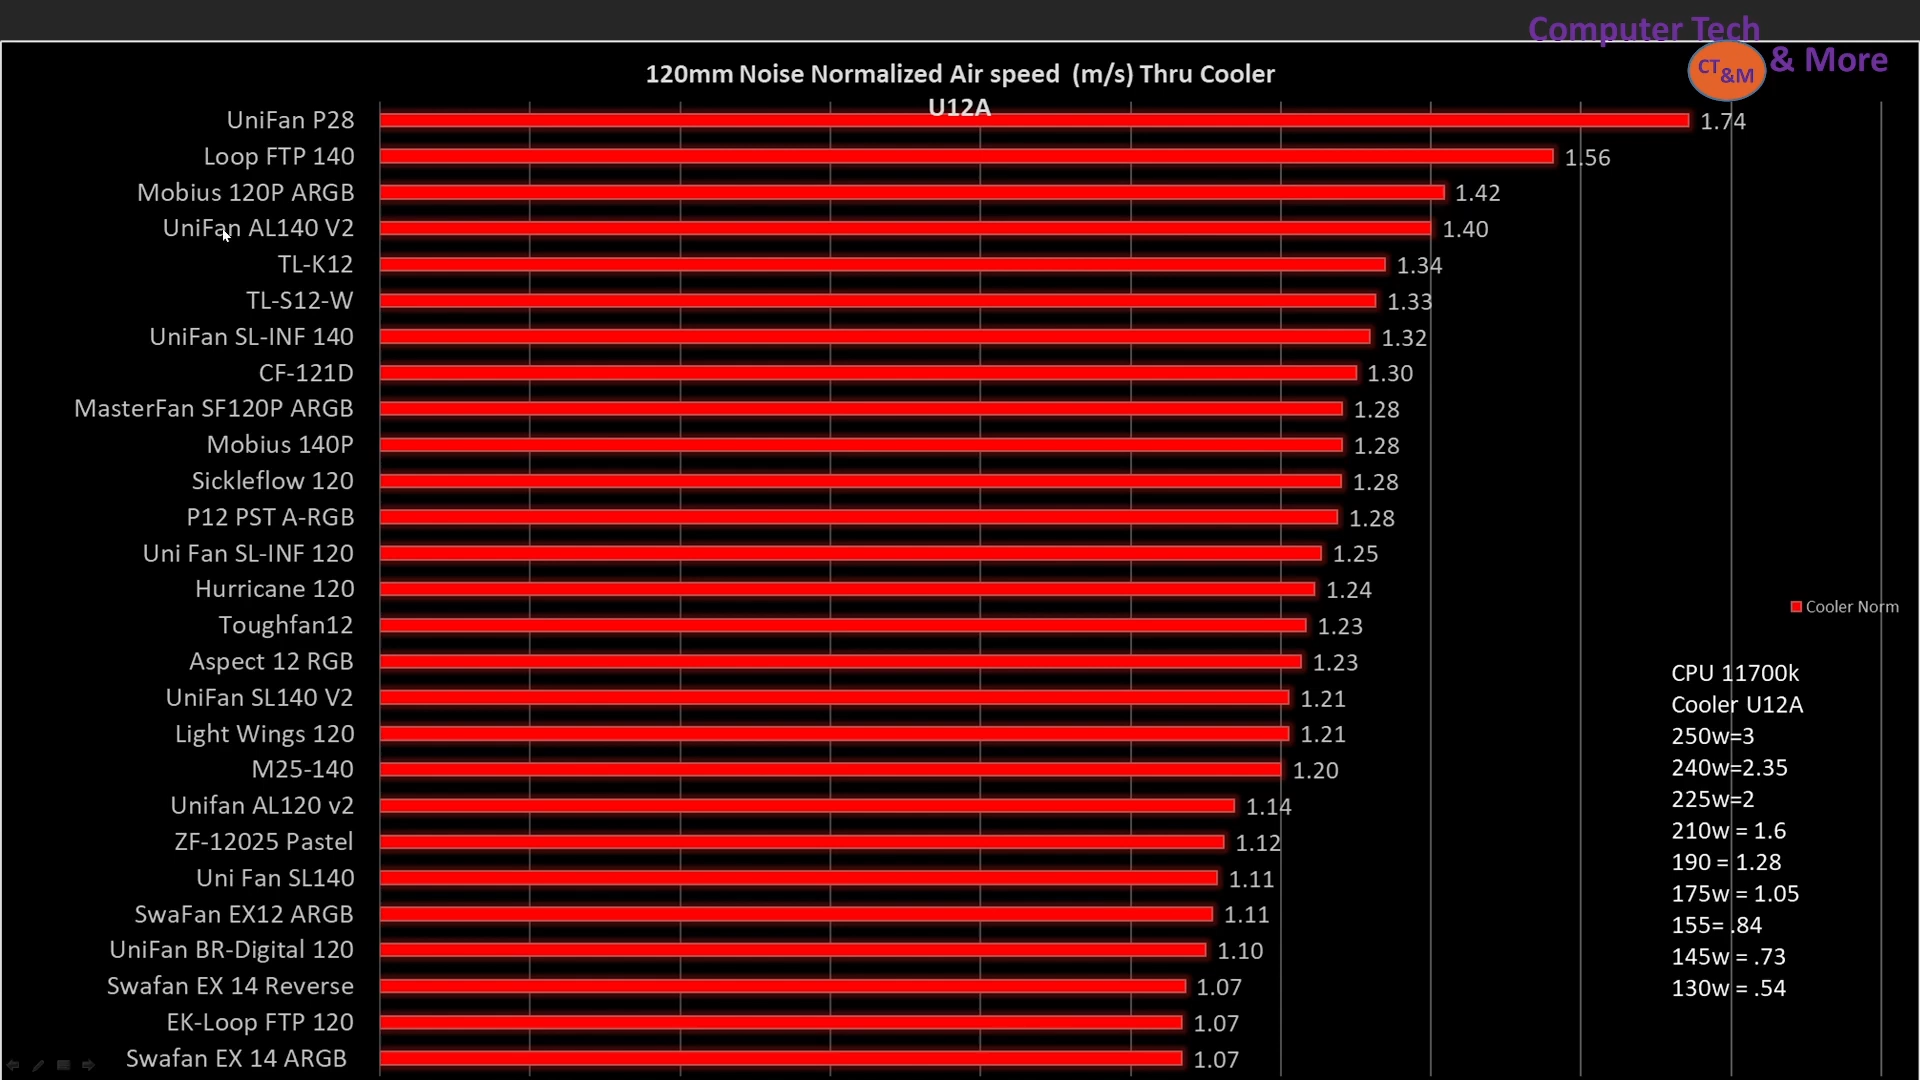 Computer Tech
& More
CT
&M
120mm Noise Normalized Air speed (m/s) Thru Cooler
U12A
UniFan P28 1.74
Loop FTP 140 1.56
Mobius 120P ARGB 1.42
UniFan AL140 V2 1.40
TL-K12 1.34
TL-S12-W 1.33
UniFan SL-INF 140 1.32
CF-121D 1.30
MasterFan SF120P ARGB 1.28
Mobius 140P 1.28
Sickleflow 120 1.28
P12 PST A-RGB 1.28
Uni Fan SL-INF 120 1.25
Hurricane 120 1.24
Toughfan12 1.23
Aspect 12 RGB 1.23
UniFan SL140 V2 1.21
Light Wings 120 1.21
M25-140 1.20
Unifan AL120 v2 1.14
ZF-12025 Pastel 1.12
Uni Fan SL140 1.11
SwaFan EX12 ARGB 1.11
UniFan BR-Digital 120 1.10
Swafan EX 14 Reverse 1.07
EK-Loop FTP 120 1.07
Swafan EX 14 ARGB 1.07
Cooler Norm
CPU 11700k
Cooler U12A
250w=3
240w=2.35
225w=2
210w = 1.6
190 = 1.28
175w = 1.05
155= .84
145w = .73
130w = .54